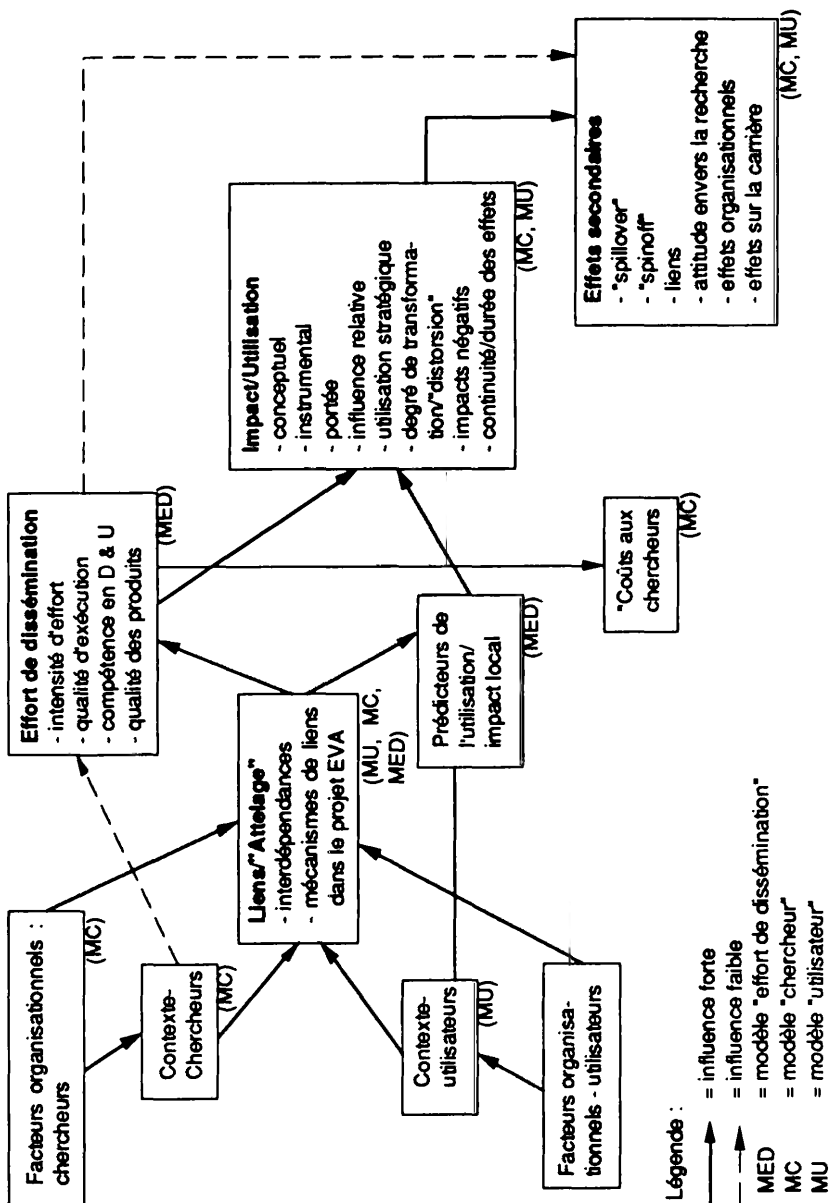 Facteurs organisationnels :
chercheurs
(MC)
Contexte-
Chercheurs
(MC)
Contexte-
utilisateurs
(MU)
Facteurs organisa-
tionnels - utilisateurs
Liens/"Attelage"
- interdépendances
- mécanismes de liens
dans le projet EVA
(MU, MC,
MED)
Effort de dissémination
- intensité d'effort
- qualité d'exécution
- compétence en D & U
- qualité des produits
(MED)
Prédicteurs de
l'utilisation/
impact local
(MED)
"Coûts aux
chercheurs
(MC)
Impact/Utilisation
- conceptuel
- instrumental
- portée
- influence relative
- utilisation stratégique
- degré de transforma-
tion/"distorsion"
- impacts négatifs
- continuité/durée des effets
(MC, MU)
Effets secondaires
- "spillover"
- "spinoff"
- liens
- attitude envers la recherche
- effets organisationnels
- effets sur la carrière
(MC, MU)
Légende :
= influence forte
= influence faible
MED = modèle "effort de dissémination"
MC = modèle "chercheur"
MU = modèle "utilisateur"